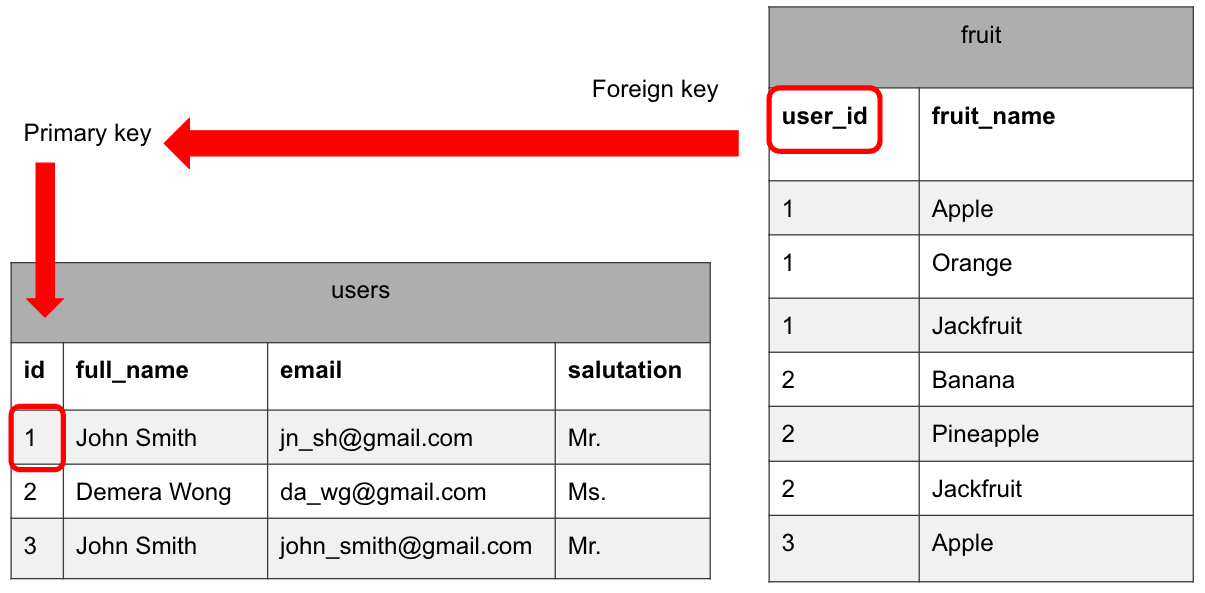 Foreign key
Primary key
users
id full_name email salutation
1 John Smith jn_sh@gmail.com Mr.
2 Demera Wong da_wg@gmail.com Ms.
3 John Smith john_smith@gmail.com Mr.
fruit
user_id fruit_name
1 Apple
1 Orange
1 Jackfruit
2 Banana
2 Pineapple
2 Jackfruit
3 Apple